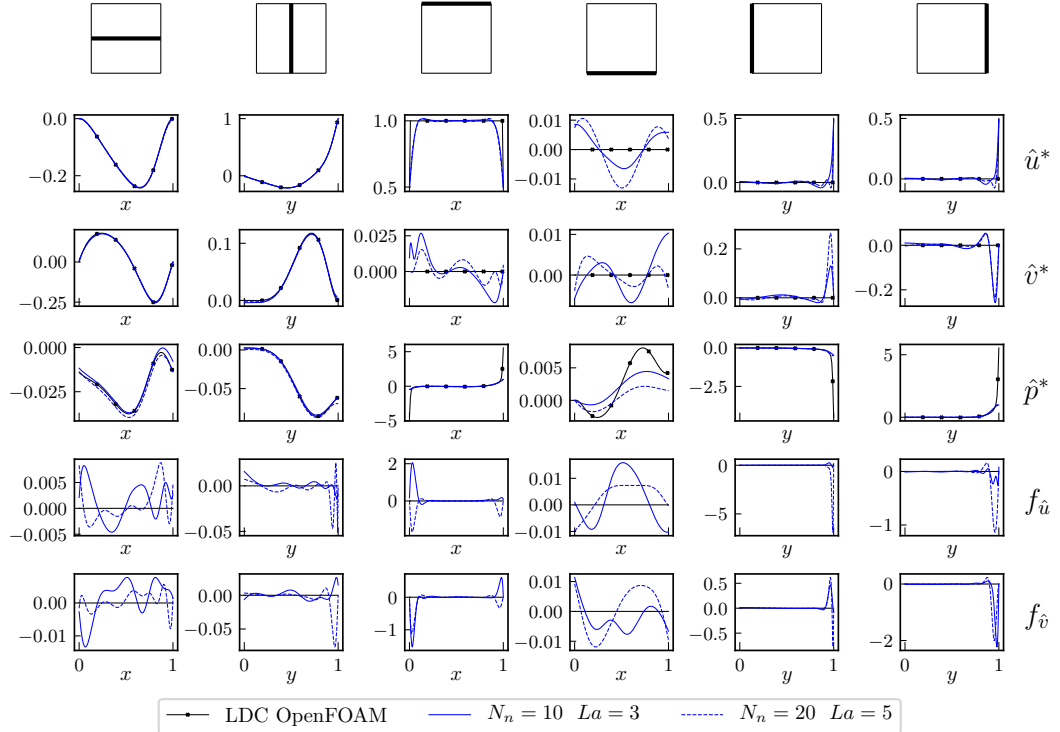 0.0 1 1.0 0.01 0.5 0.5
0.00 û*
−0.2 0 0.5 −0.01 0.0 0.0
x y x x y y
0.025 0.01 0.2 0.0
0.00 0.1 v̂*
0.000 0.00 −0.2
−0.25 0.0 0.0
x y x x y y
0.000 0.00 5 0.005 0.0 5
−0.025 −0.05 0 0.000 −2.5 p̂*
−5 0
x y x x y y
0.005 0.00 2 0.01 0 0
0.000 0 0.00 −5 f_û
−0.005 −0.05 −0.01 −1
x y x x y y
0.00 0.00 0 0.01 0.5 0
0.00 0.0 f_v̂
−0.01 −0.05 −1 −0.01 −0.5 −2
0 1 0 1 0 1 0 1 0 1 0 1
x y x x y y
LDC OpenFOAM N_n = 10 La = 3 N_n = 20 La = 5